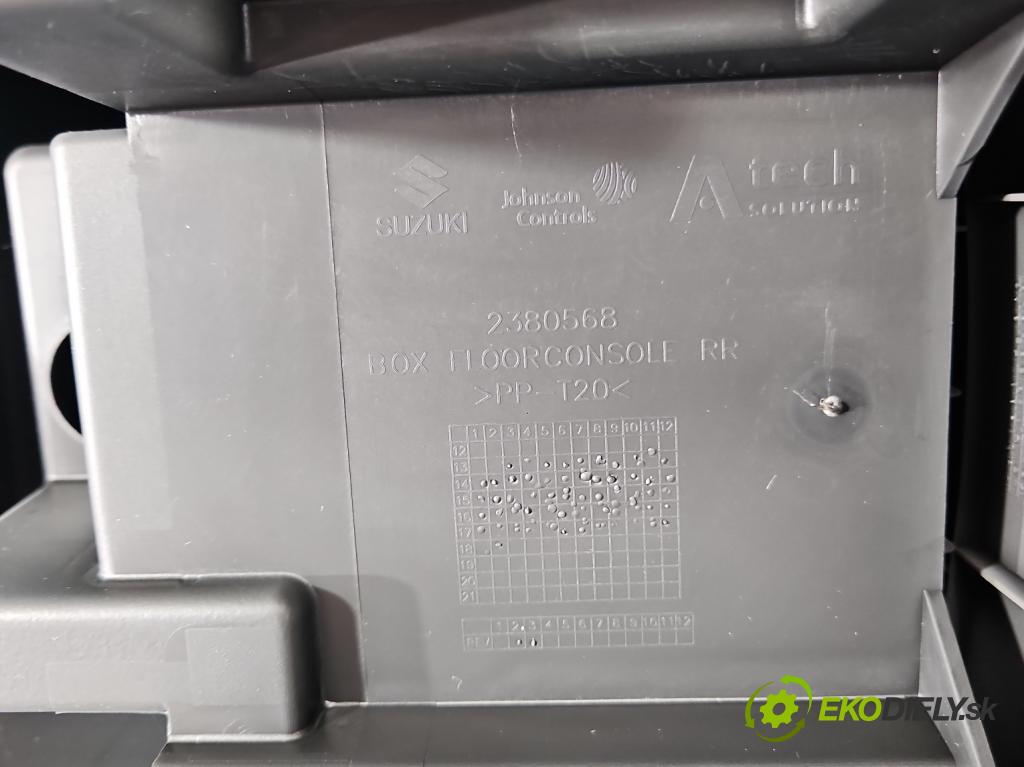 SUZUKI
Johnson Controls
A tech SOLUTION
2380568
BOX FLOORCONSOLE RR
>PP-T20<
1 2 3 4 5 6 7 8 9 10 11 12
12
13
14
15
16
17
18
19
20
21
1 2 3 4 5 6 7 8 9 10 11 12
REV
EKODIELY.sk